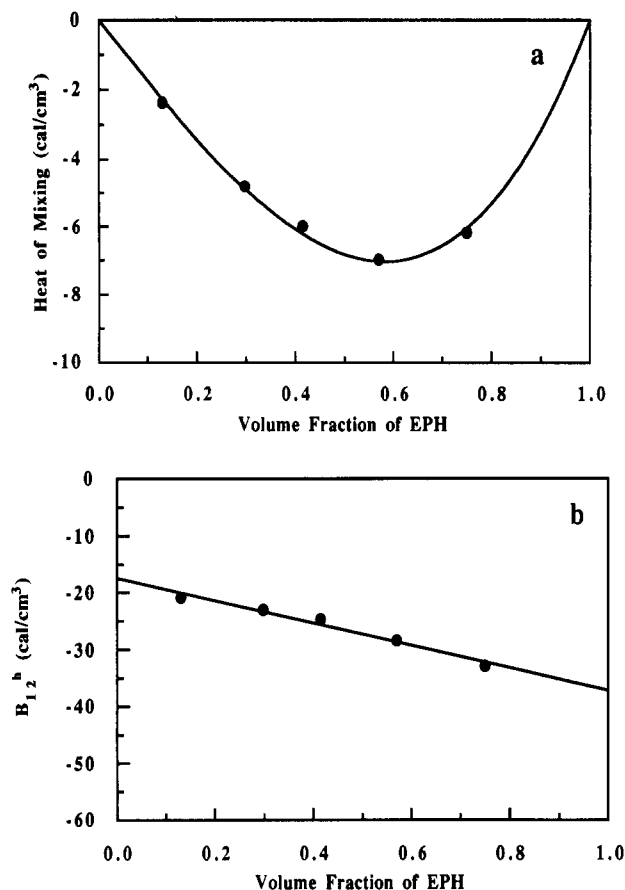 0
-2
-4
-6
-8
-10
Heat of Mixing (cal/cm³)
a
0.0 0.2 0.4 0.6 0.8 1.0
Volume Fraction of EPH
0
-10
-20
-30
-40
-50
-60
B₁₂ʰ (cal/cm³)
b
0.0 0.2 0.4 0.6 0.8 1.0
Volume Fraction of EPH